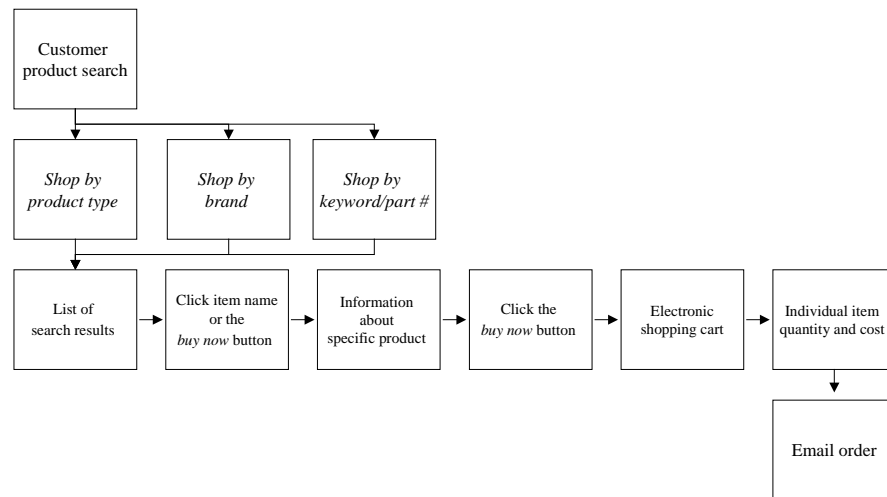 Customer
product search
Shop by
product type
Shop by
brand
Shop by
keyword/part #
List of
search results
Click item name
or the
buy now button
Information
about
specific product
Click the
buy now button
Electronic
shopping cart
Individual item
quantity and cost
Email order